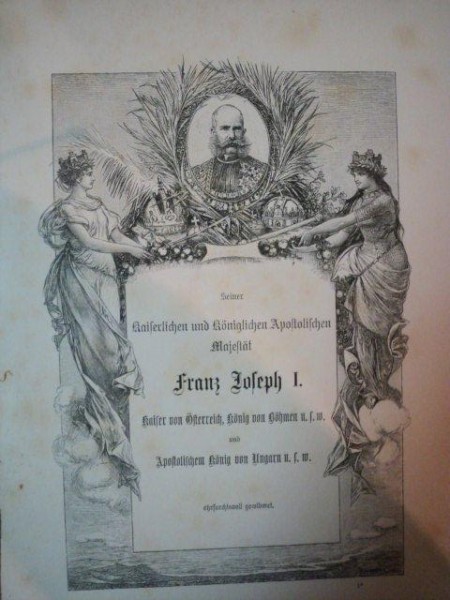 Seiner
Kaiserlichen und Königlichen Apostolischen
Majestät
Franz Joseph I.
Kaiser von Österreich, König von Böhmen u. s. w.
und
Apostolischem König von Ungarn u. s. w.
ehrfurchtsvoll gewidmet.